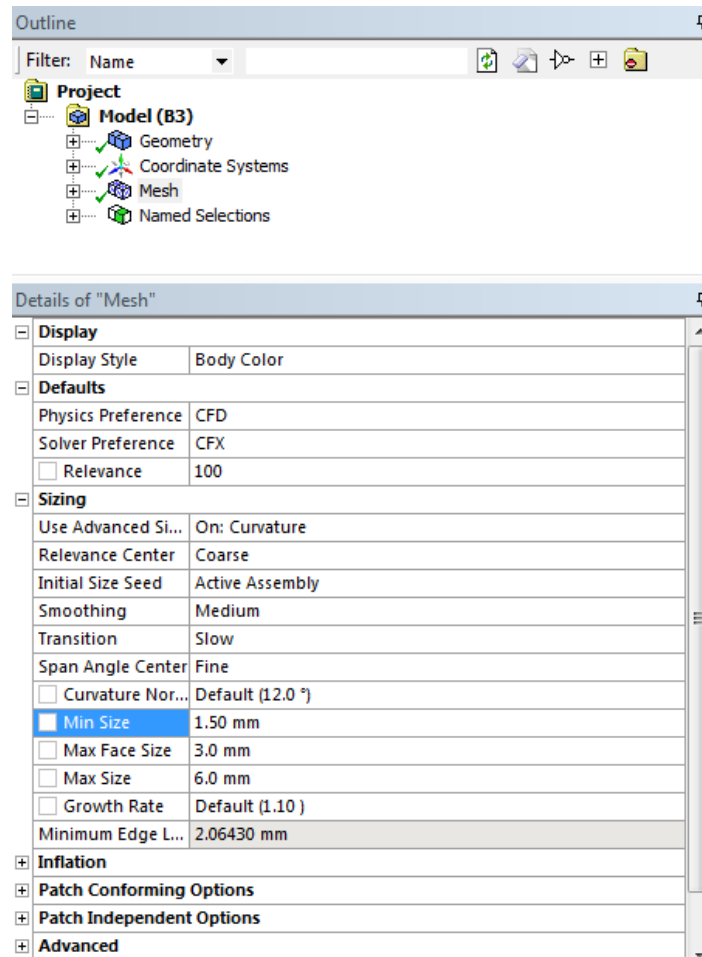 Outline
Filter: Name
Project
Model (B3)
Geometry
Coordinate Systems
Mesh
Named Selections
Details of "Mesh"
Display
Display Style Body Color
Defaults
Physics Preference CFD
Solver Preference CFX
Relevance 100
Sizing
Use Advanced Si... On: Curvature
Relevance Center Coarse
Initial Size Seed Active Assembly
Smoothing Medium
Transition Slow
Span Angle Center Fine
Curvature Nor... Default (12.0 °)
Min Size 1.50 mm
Max Face Size 3.0 mm
Max Size 6.0 mm
Growth Rate Default (1.10 )
Minimum Edge L... 2.06430 mm
Inflation
Patch Conforming Options
Patch Independent Options
Advanced